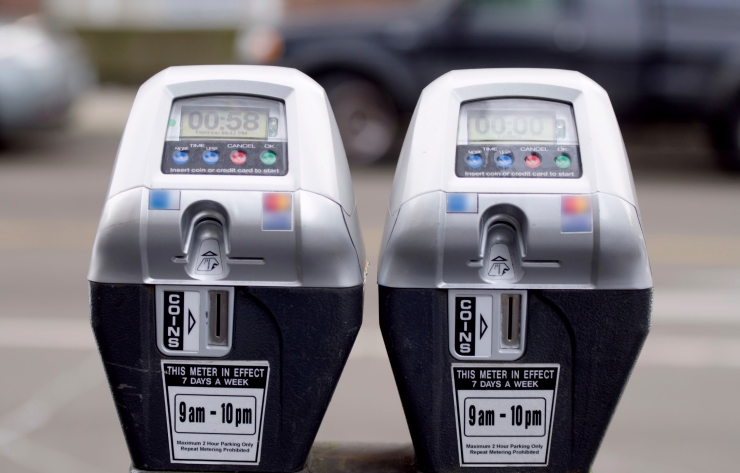 00:58
TIME CANCEL OK
Insert coin or credit card to start
COINS
THIS METER IN EFFECT
7 DAYS A WEEK
9am - 10pm
Maximum 2 Hour Parking Only
Repeat Metering Prohibited
00:00
TIME CANCEL OK
Insert coin or credit card to start
COINS
THIS METER IN EFFECT
7 DAYS A WEEK
9am - 10pm
Maximum 2 Hour Parking Only
Repeat Metering Prohibited